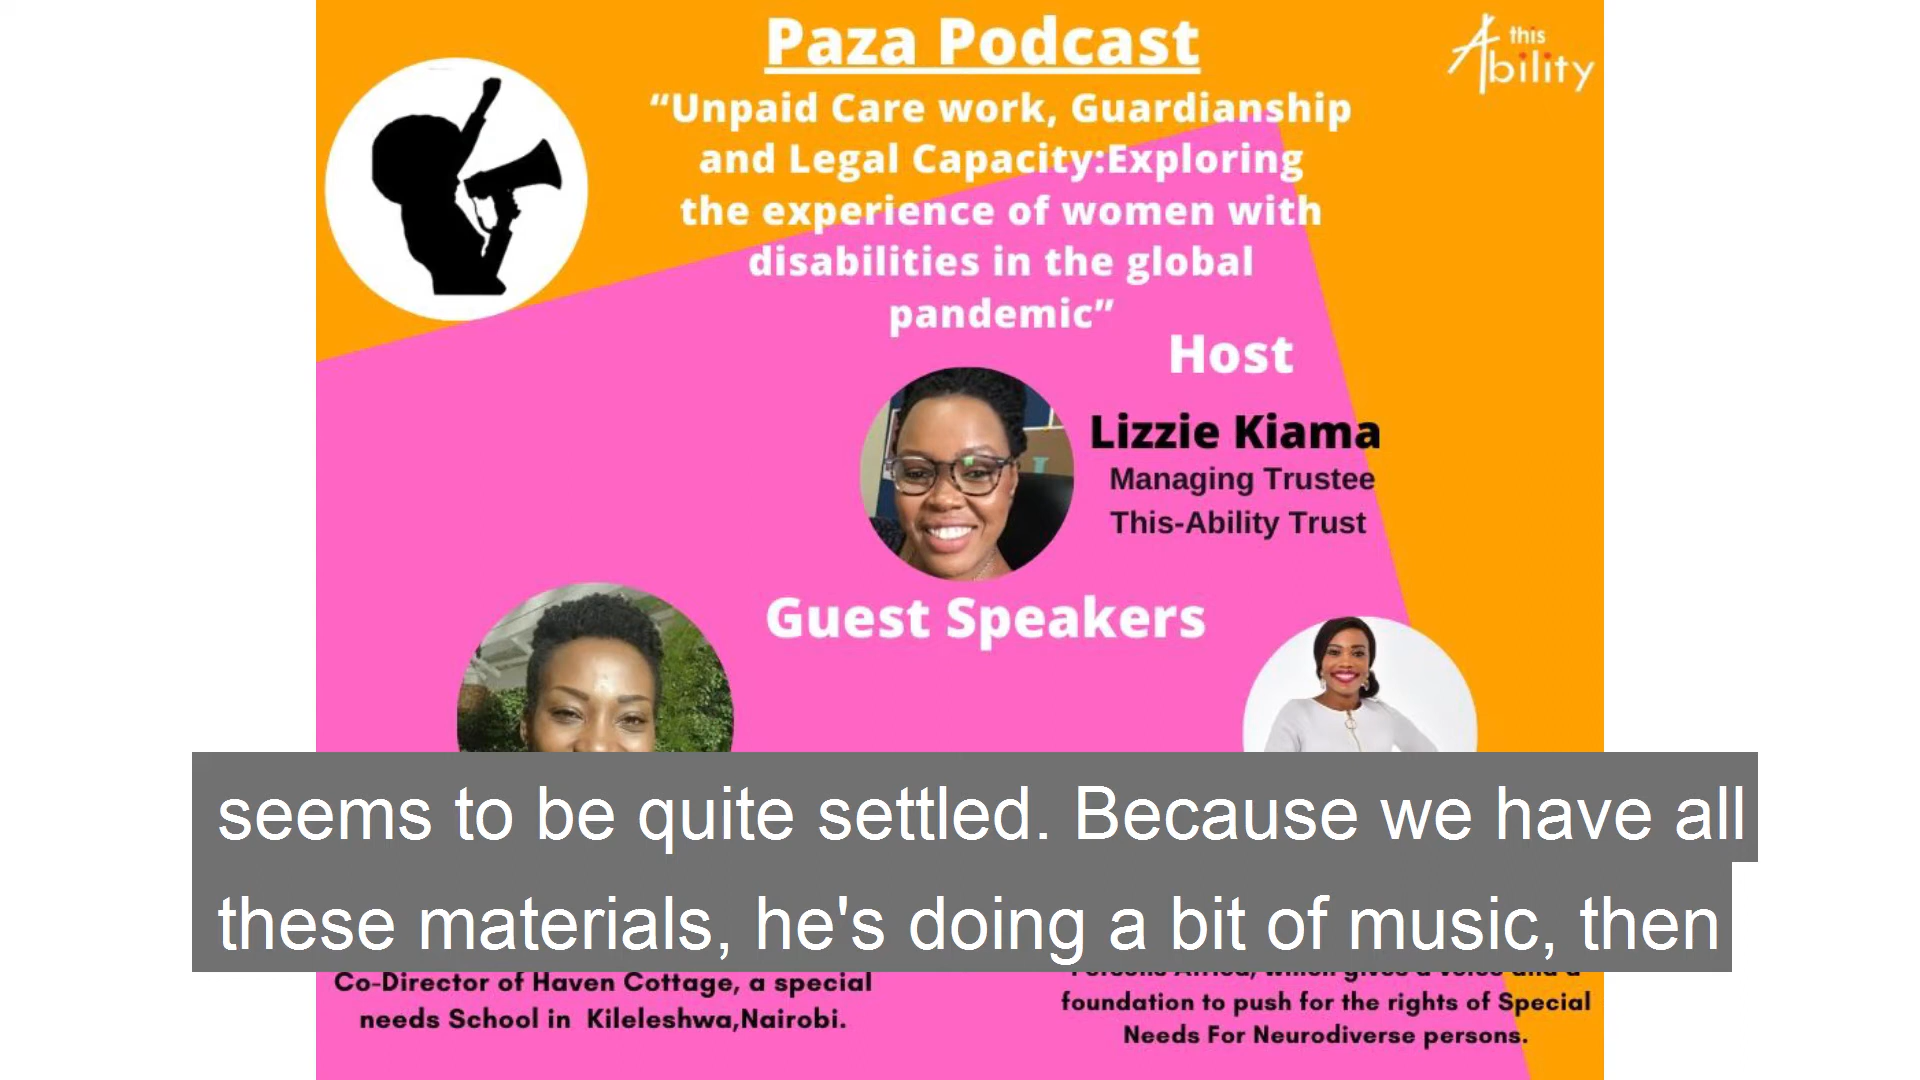 Paza Podcast
this
Ability
“Unpaid Care work, Guardianship
and Legal Capacity:Exploring
the experience of women with
disabilities in the global
pandemic”
Host
Lizzie Kiama
Managing Trustee
This-Ability Trust
Guest Speakers
seems to be quite settled. Because we have all
these materials, he's doing a bit of music, then
Co-Director of Haven Cottage, a special
needs School in Kileleshwa,Nairobi.
foundation to push for the rights of Special
Needs For Neurodiverse persons.